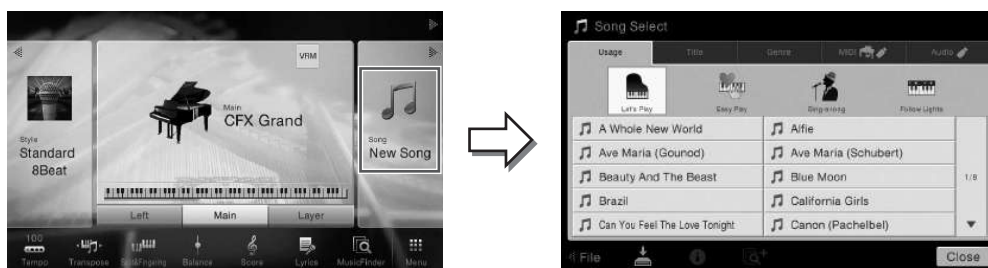 VRM
Main
CFX Grand
Style
Standard
8Beat
Song
New Song
Left Main Layer
100
Tempo Transpose Split&Fingering Balance Score Lyrics MusicFinder Menu
Song Select
Usage Title Genre MIDI Audio
Let's Play Easy Play Sing-along Follow Lights
A Whole New World Alfie
Ave Maria (Gounod) Ave Maria (Schubert)
Beauty And The Beast Blue Moon
1/8
Brazil California Girls
Can You Feel The Love Tonight Canon (Pachelbel)
File Close